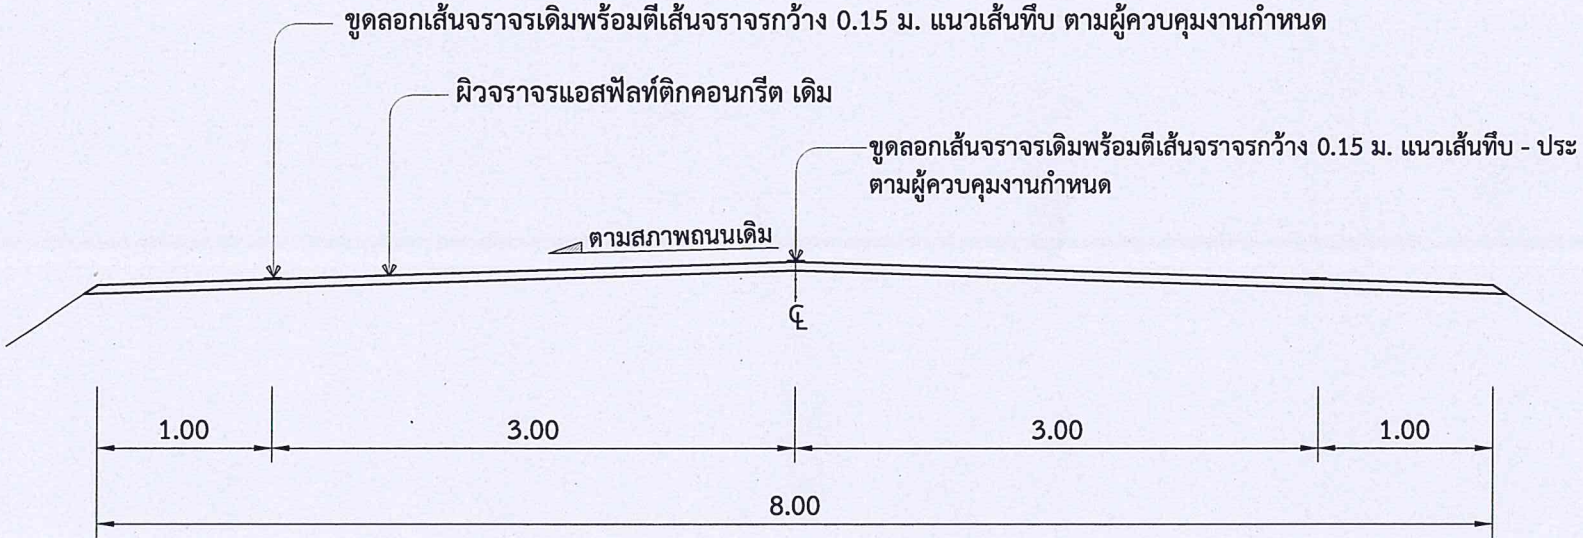 ขูดลอกเส้นจราจรเดิมพร้อมตีเส้นจราจรกว้าง 0.15 ม. แนวเส้นทึบ ตามผู้ควบคุมงานกำหนด
ผิวจราจรแอสฟัลท์ติกคอนกรีต เดิม
ขูดลอกเส้นจราจรเดิมพร้อมตีเส้นจราจรกว้าง 0.15 ม. แนวเส้นทึบ - ประ
ตามผู้ควบคุมงานกำหนด
ตามสภาพถนนเดิม
℄
1.00 3.00 3.00 1.00
8.00